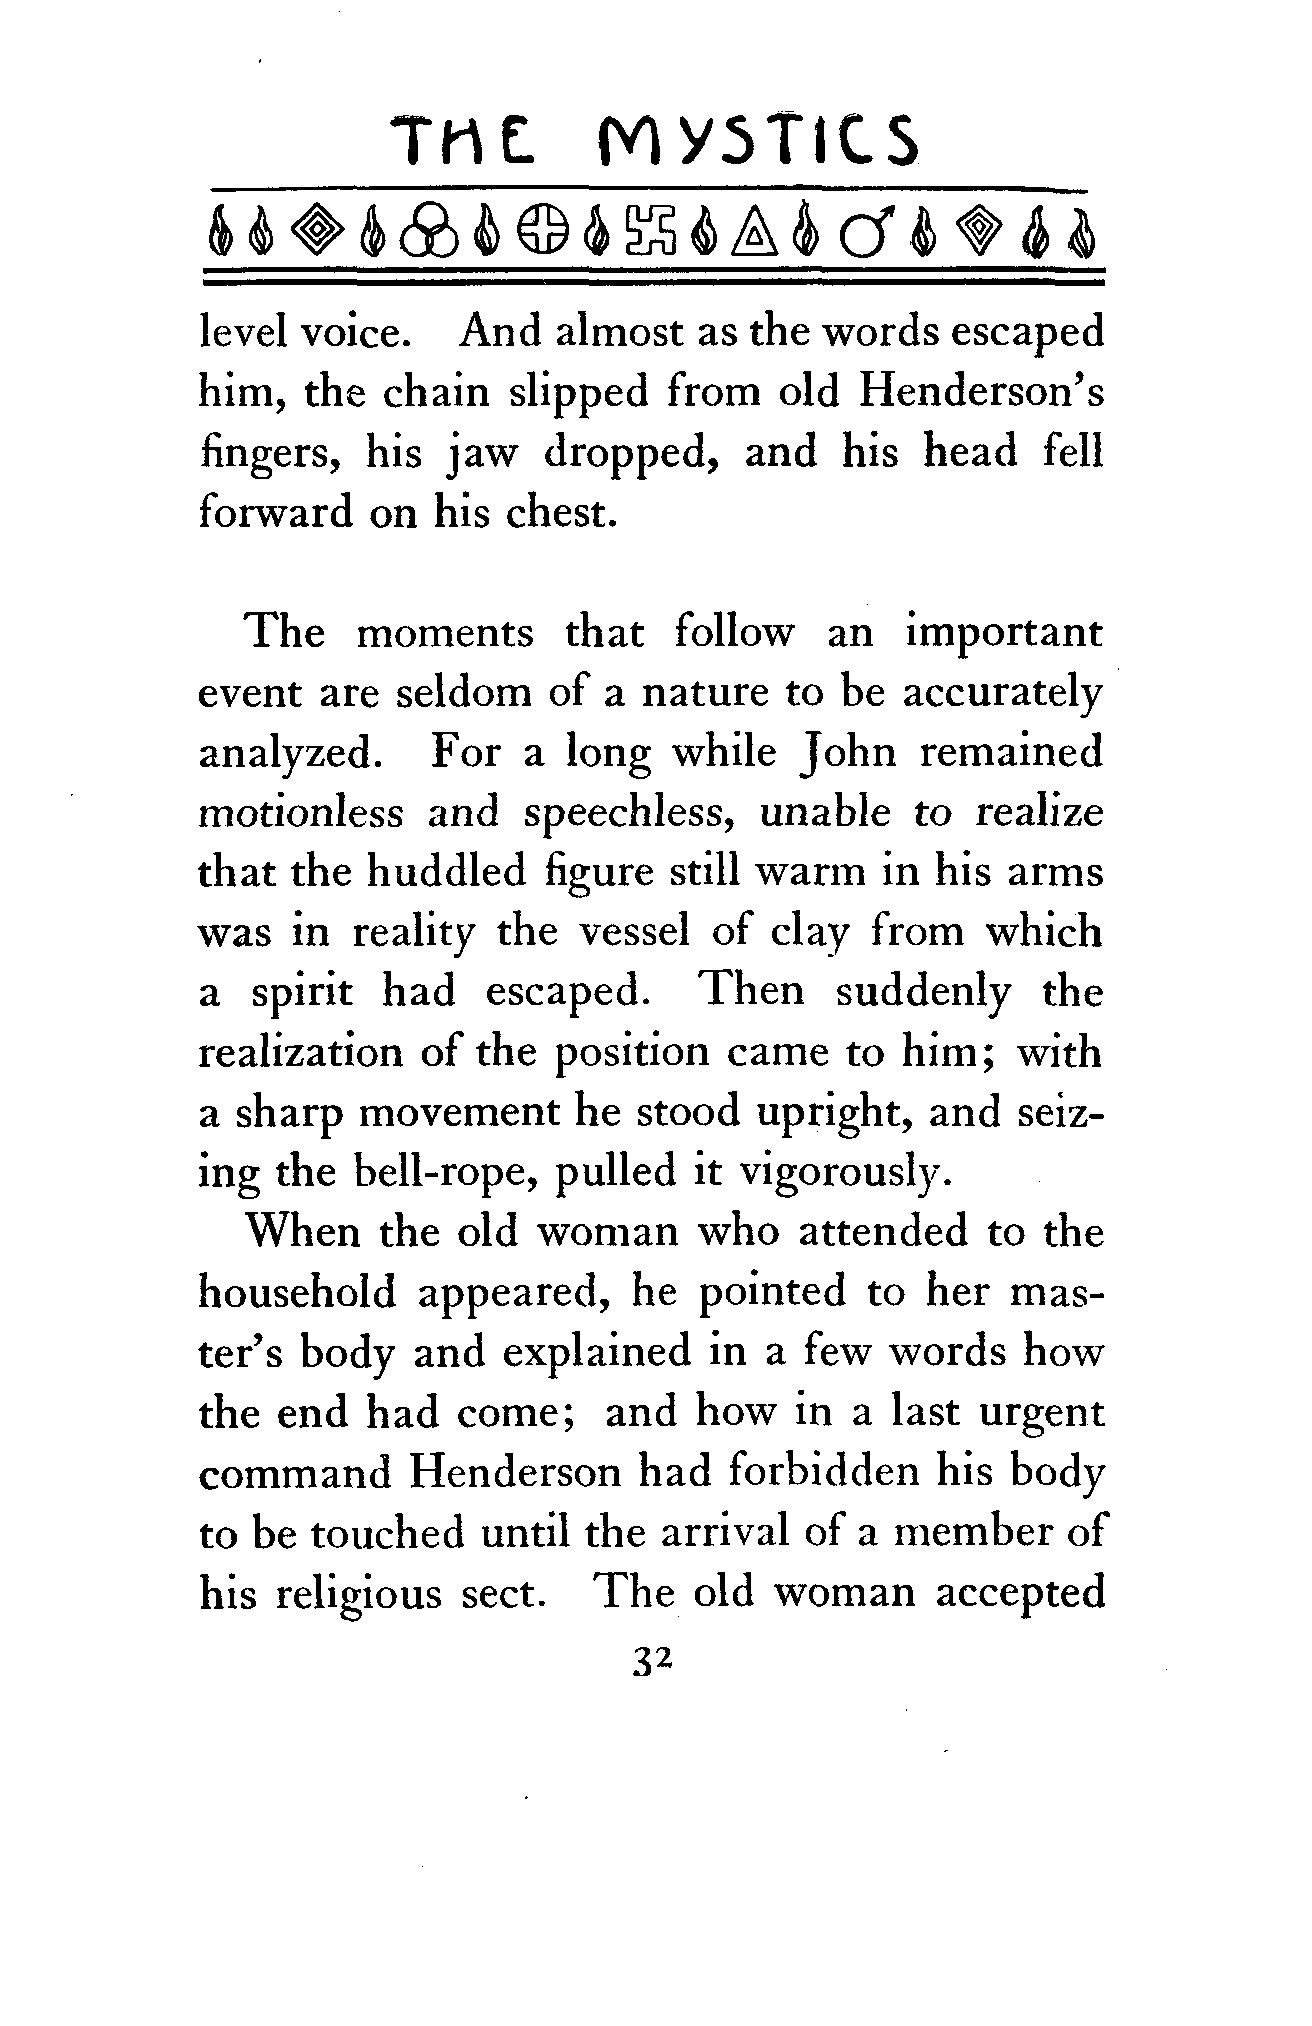 THE MYSTICS
level voice. And almost as the words escaped
him, the chain slipped from old Henderson's
fingers, his jaw dropped, and his head fell
forward on his chest.
The moments that follow an important
event are seldom of a nature to be accurately
analyzed. For a long while John remained
motionless and speechless, unable to realize
that the huddled figure still warm in his arms
was in reality the vessel of clay from which
a spirit had escaped. Then suddenly the
realization of the position came to him; with
a sharp movement he stood upright, and seiz-
ing the bell-rope, pulled it vigorously.
When the old woman who attended to the
household appeared, he pointed to her mas-
ter's body and explained in a few words how
the end had come; and how in a last urgent
command Henderson had forbidden his body
to be touched until the arrival of a member of
his religious sect. The old woman accepted
32